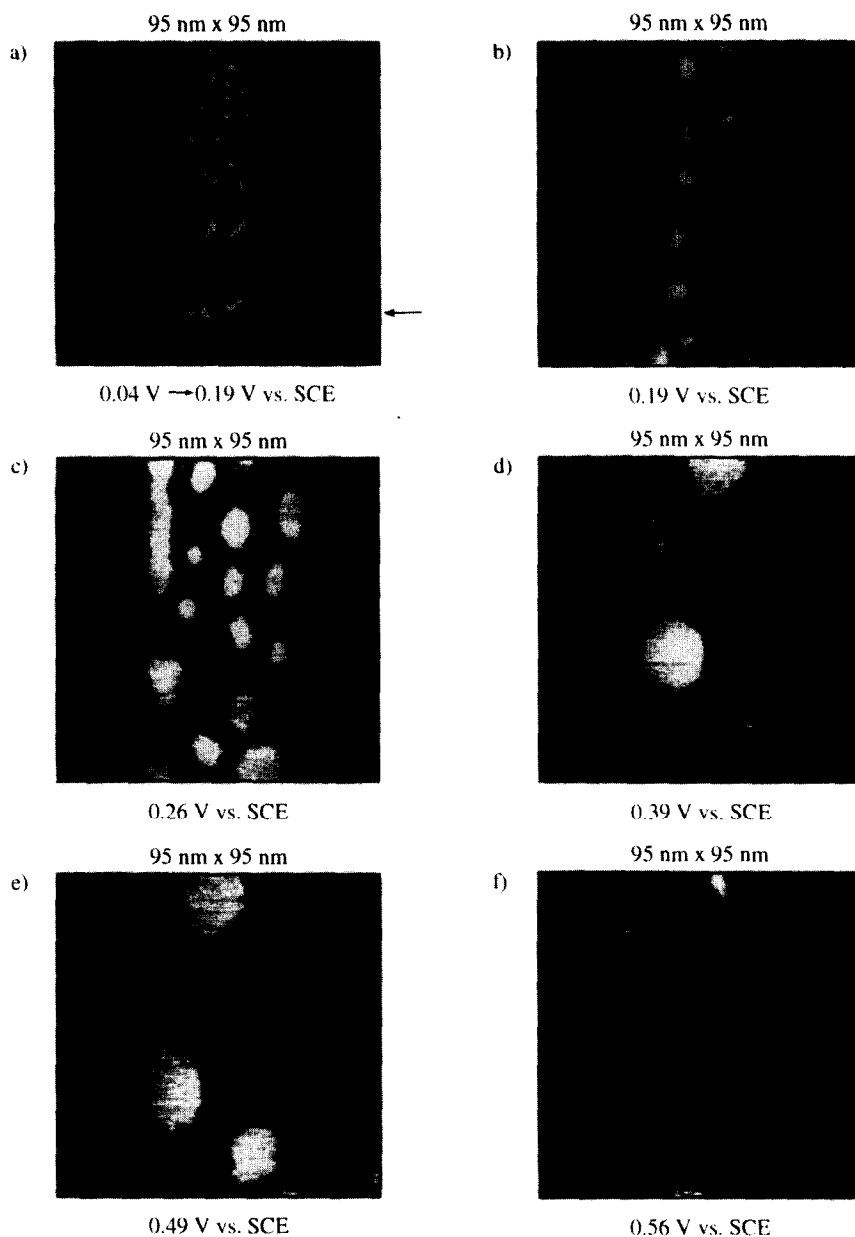 95 nm x 95 nm
a)
0.04 V → 0.19 V vs. SCE
95 nm x 95 nm
b)
0.19 V vs. SCE
95 nm x 95 nm
c)
0.26 V vs. SCE
95 nm x 95 nm
d)
0.39 V vs. SCE
95 nm x 95 nm
e)
0.49 V vs. SCE
95 nm x 95 nm
f)
0.56 V vs. SCE